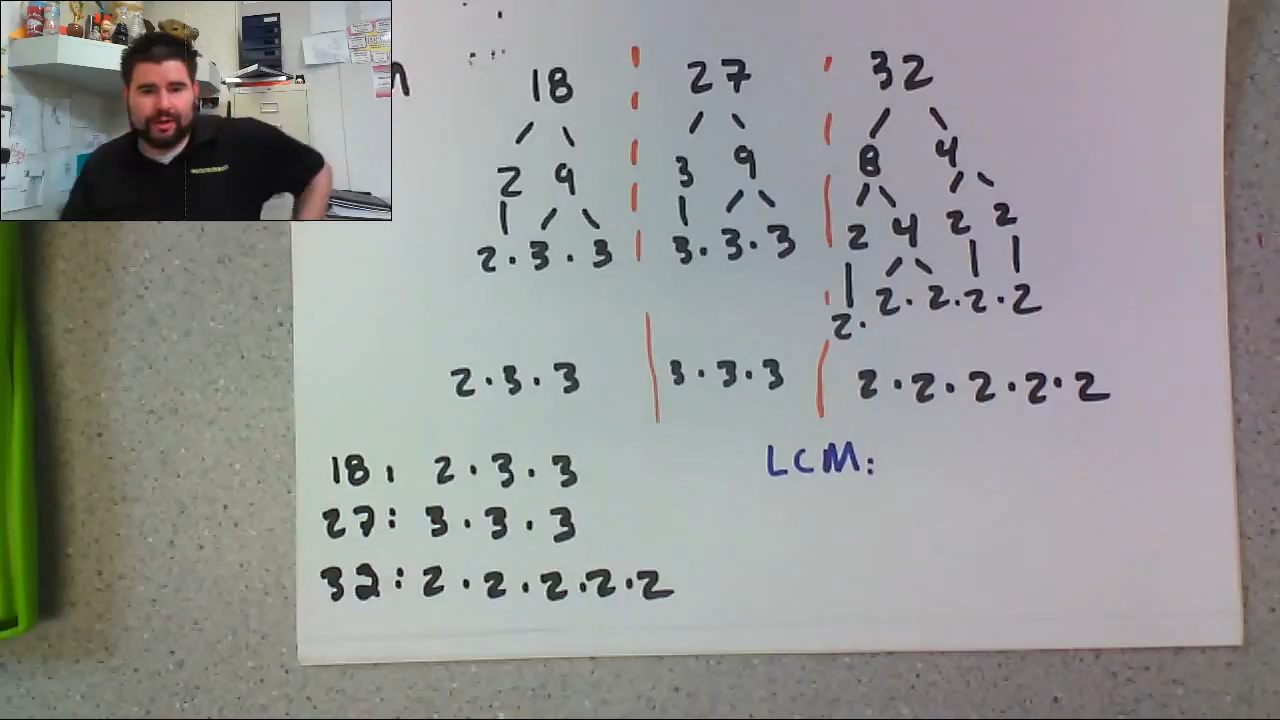 18 27 32
2 9 3 9 8 4
2 4 2 2
2 · 3 · 3 3 · 3 · 3
2 · 2 · 2 · 2 · 2
2 · 3 · 3 3 · 3 · 3 2 · 2 · 2 · 2 · 2
LCM:
18: 2 · 3 · 3
27: 3 · 3 · 3
32: 2 · 2 · 2 · 2 · 2